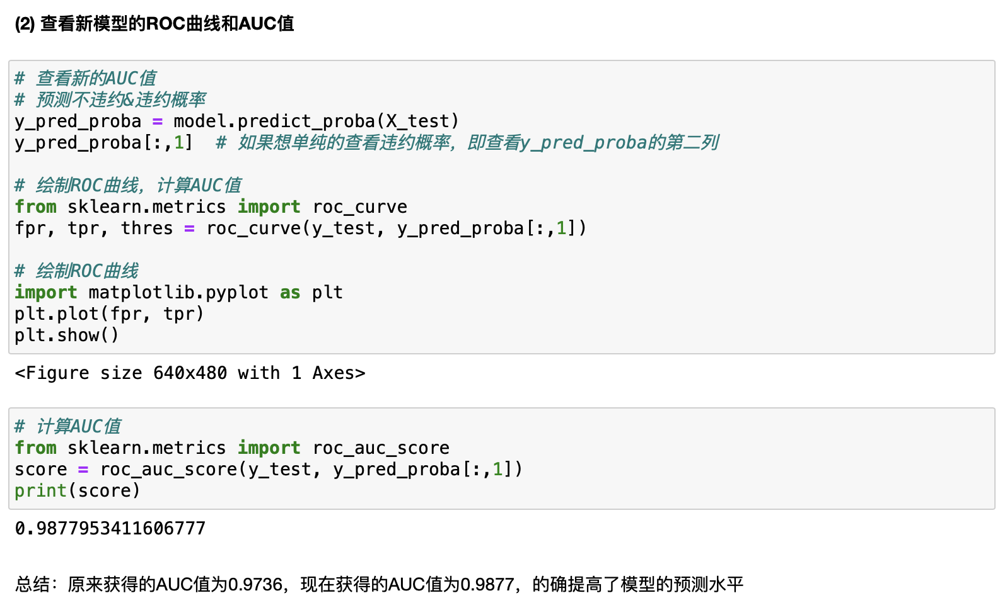 (2) 查看新模型的ROC曲线和AUC值
# 查看新的AUC值
# 预测不违约&违约概率
y_pred_proba = model.predict_proba(X_test)
y_pred_proba[:,1]  # 如果想单纯的查看违约概率，即查看y_pred_proba的第二列
# 绘制ROC曲线，计算AUC值
from sklearn.metrics import roc_curve
fpr, tpr, thres = roc_curve(y_test, y_pred_proba[:,1])
# 绘制ROC曲线
import matplotlib.pyplot as plt
plt.plot(fpr, tpr)
plt.show()
<Figure size 640x480 with 1 Axes>
# 计算AUC值
from sklearn.metrics import roc_auc_score
score = roc_auc_score(y_test, y_pred_proba[:,1])
print(score)
0.9877953411606777
总结：原来获得的AUC值为0.9736，现在获得的AUC值为0.9877，的确提高了模型的预测水平